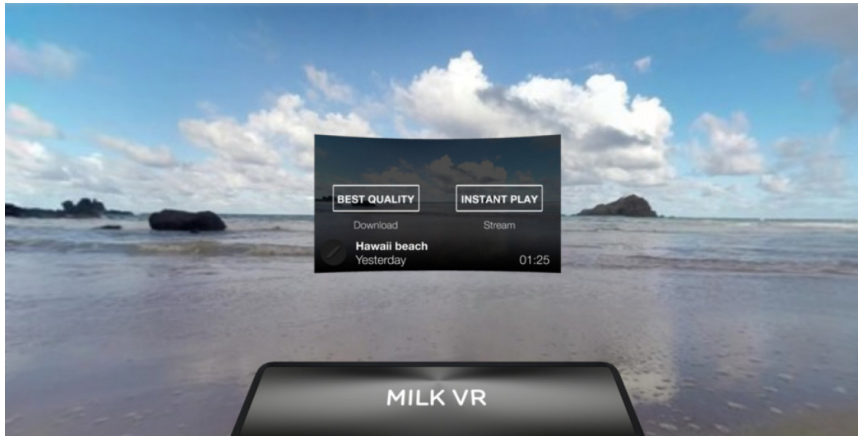 BEST QUALITY
INSTANT PLAY
Download
Stream
Hawaii beach
Yesterday
01:25
MILK VR